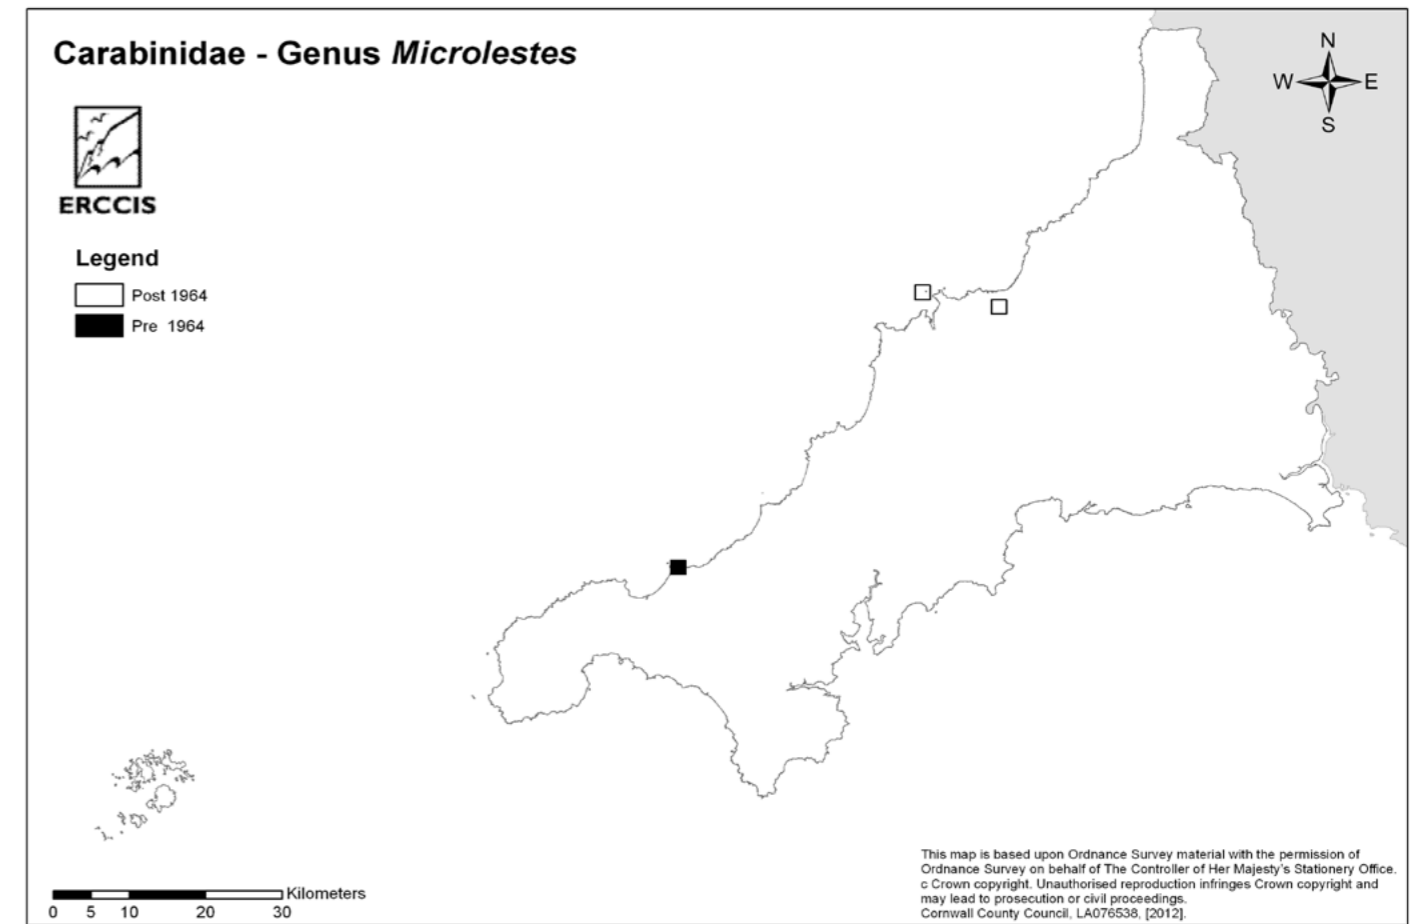 Carabinidae - Genus Microlestes
N
W E
S
ERCCIS
Legend
Post 1964
Pre 1964
Kilometers
0 5 10 20 30
This map is based upon Ordnance Survey material with the permission of
Ordnance Survey on behalf of The Controller of Her Majesty's Stationery Office.
c Crown copyright. Unauthorised reproduction infringes Crown copyright and
may lead to prosecution or civil proceedings.
Cornwall County Council, LA076538, [2012].